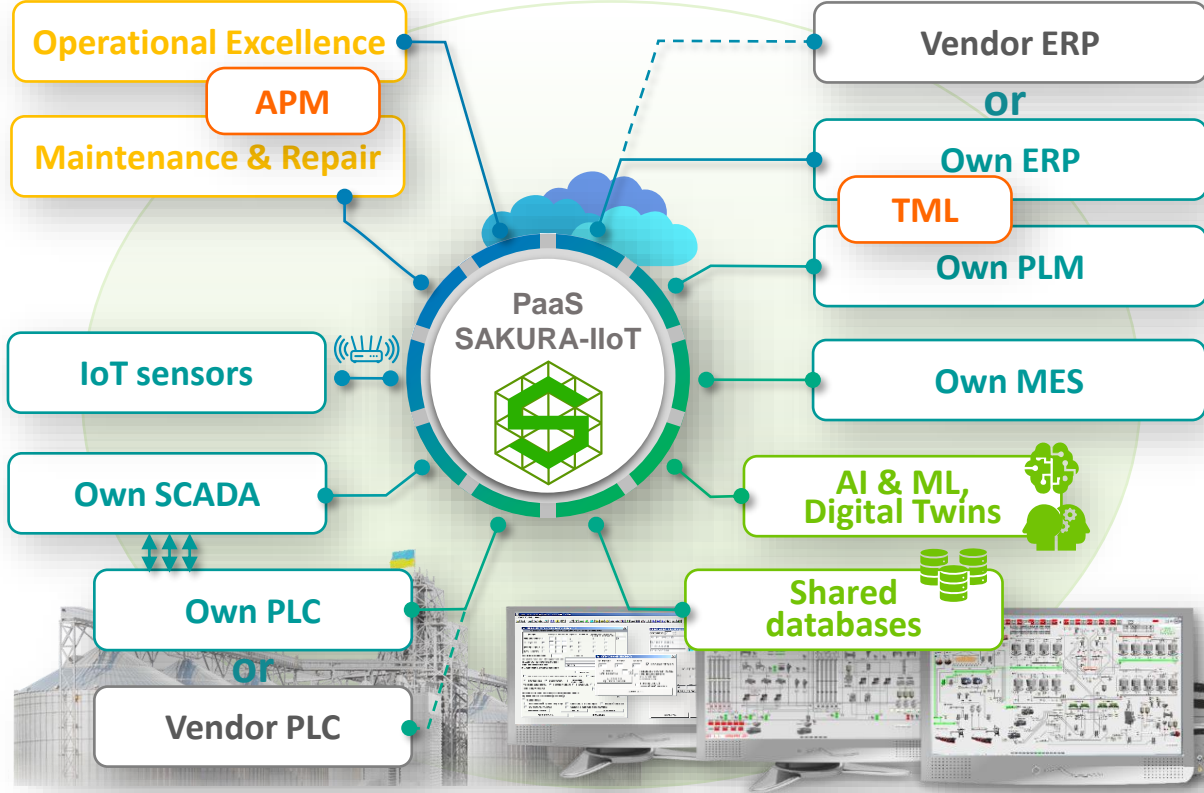 Operational Excellence
APM
Maintenance & Repair
IoT sensors
Own SCADA
Own PLC
or
Vendor PLC
PaaS
SAKURA-IIoT
Vendor ERP
or
Own ERP
TML
Own PLM
Own MES
AI & ML,
Digital Twins
Shared
databases